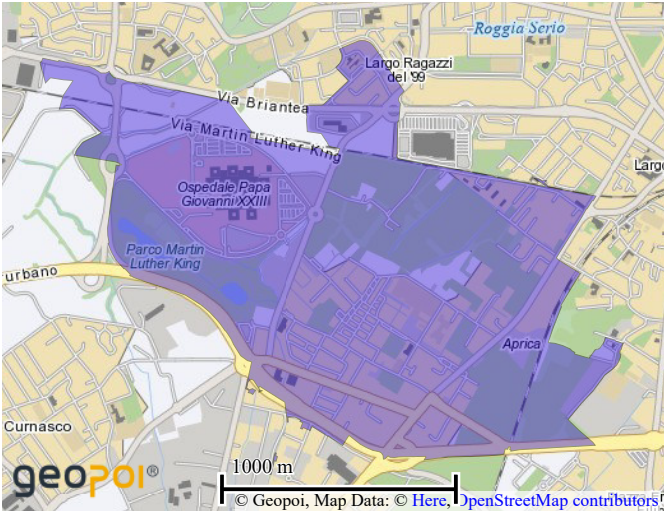 Roggia Serio
Largo Ragazzi
del '99
Via Briantea
Via Martin Luther King
Largo
Ospedale Papa
Giovanni XXIII
Parco Martin
Luther King
urbano
Aprica
Curnasco
geopoi®
1000 m
© Geopoi, Map Data: © Here, OpenStreetMap contributors